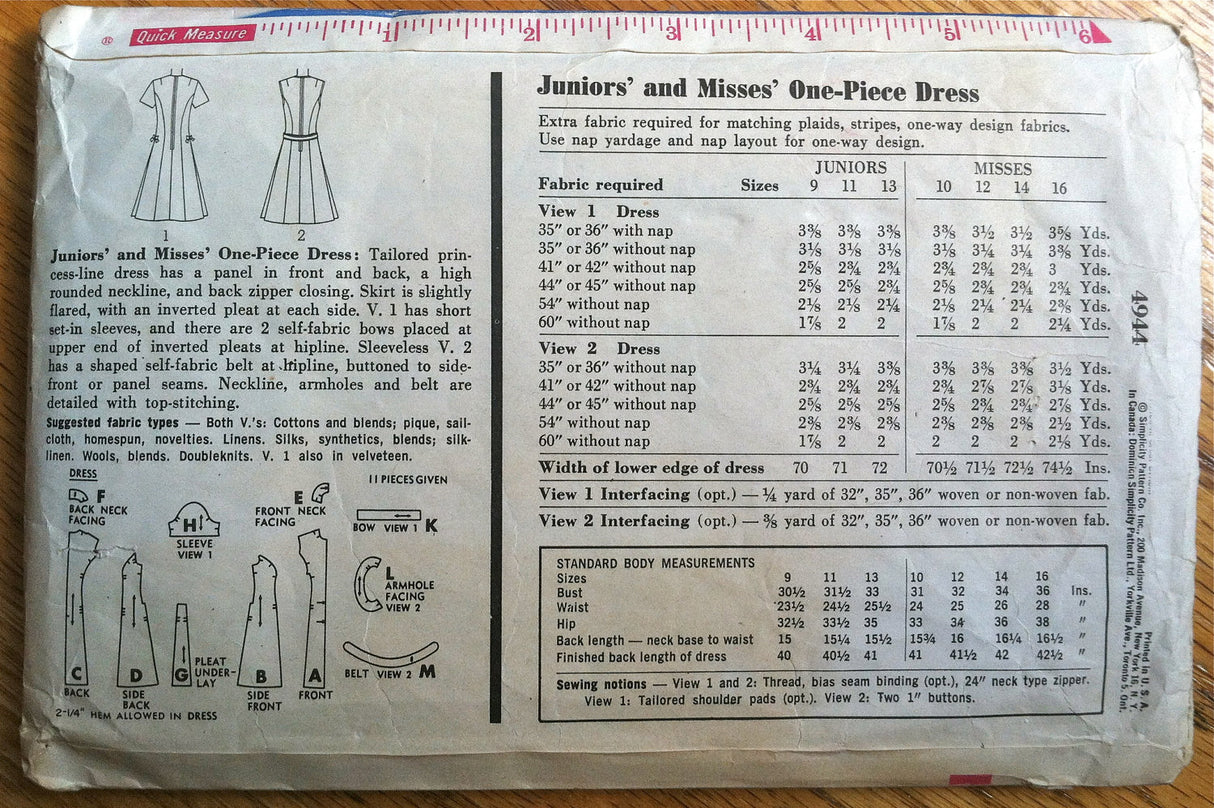 ® Quick Measure 1 2 3 4 5 6
1 2
Juniors' and Misses' One-Piece Dress: Tailored prin-
cess-line dress has a panel in front and back, a high
rounded neckline, and back zipper closing. Skirt is slightly
flared, with an inverted pleat at each side. V. 1 has short
set-in sleeves, and there are 2 self-fabric bows placed at
upper end of inverted pleats at hipline. Sleeveless V. 2
has a shaped self-fabric belt at hipline, buttoned to side-
front or panel seams. Neckline, armholes and belt are
detailed with top-stitching.
Suggested fabric types — Both V.'s: Cottons and blends; pique, sail-
cloth, homespun, novelties. Linens. Silks, synthetics, blends; silk-
linen. Wools, blends. Doubleknits. V. 1 also in velveteen.
DRESS
11 PIECES GIVEN
F
BACK NECK
FACING
H
SLEEVE
VIEW 1
E
FRONT NECK
FACING
BOW VIEW 1 K
L
ARMHOLE
FACING
VIEW 2
BELT VIEW 2 M
C
BACK
D
SIDE
BACK
G
PLEAT
UNDER-
LAY
B
SIDE
FRONT
A
FRONT
2-1/4" HEM ALLOWED IN DRESS
Juniors' and Misses' One-Piece Dress
Extra fabric required for matching plaids, stripes, one-way design fabrics.
Use nap yardage and nap layout for one-way design.
JUNIORS MISSES
Fabric required Sizes 9 11 13 10 12 14 16
View 1 Dress
35" or 36" with nap 3⅜ 3⅜ 3⅜ 3⅜ 3½ 3½ 3⅝ Yds.
35" or 36" without nap 3⅛ 3⅛ 3⅛ 3⅛ 3¼ 3¼ 3⅜ Yds.
41" or 42" without nap 2⅝ 2¾ 2¾ 2¾ 2¾ 2¾ 3 Yds.
44" or 45" without nap 2⅝ 2⅝ 2¾ 2⅝ 2¾ 2¾ 2¾ Yds.
54" without nap 2⅛ 2⅛ 2¼ 2⅛ 2¼ 2¼ 2⅜ Yds.
60" without nap 1⅞ 2 2 1⅞ 2 2 2¼ Yds.
View 2 Dress
35" or 36" without nap 3¼ 3¼ 3⅜ 3⅜ 3⅜ 3⅜ 3½ Yds.
41" or 42" without nap 2¾ 2¾ 2¾ 2¾ 2⅞ 2⅞ 3⅛ Yds.
44" or 45" without nap 2⅝ 2⅝ 2⅝ 2⅝ 2¾ 2¾ 2⅞ Yds.
54" without nap 2⅜ 2⅜ 2⅜ 2⅜ 2⅜ 2⅜ 2½ Yds.
60" without nap 1⅞ 2 2 2 2 2 2⅛ Yds.
Width of lower edge of dress 70 71 72 70½ 71½ 72½ 74½ Ins.
View 1 Interfacing (opt.) — ¼ yard of 32", 35", 36" woven or non-woven fab.
View 2 Interfacing (opt.) — ⅜ yard of 32", 35", 36" woven or non-woven fab.
STANDARD BODY MEASUREMENTS
Sizes 9 11 13 10 12 14 16
Bust 30½ 31½ 33 31 32 34 36 Ins.
Waist 23½ 24½ 25½ 24 25 26 28 "
Hip 32½ 33½ 35 33 34 36 38 "
Back length — neck base to waist 15 15¼ 15½ 15¾ 16 16¼ 16½ "
Finished back length of dress 40 40½ 41 41 41½ 42 42½ "
Sewing notions — View 1 and 2: Thread, bias seam binding (opt.), 24" neck type zipper.
View 1: Tailored shoulder pads (opt.). View 2: Two 1" buttons.
4944
© Simplicity Pattern Co. Inc., 200 Madison Avenue, New York 16, N. Y.
In Canada: Dominion Simplicity Pattern Ltd., Yorkville Ave., Toronto 5, Ont.
Printed in U. S. A.